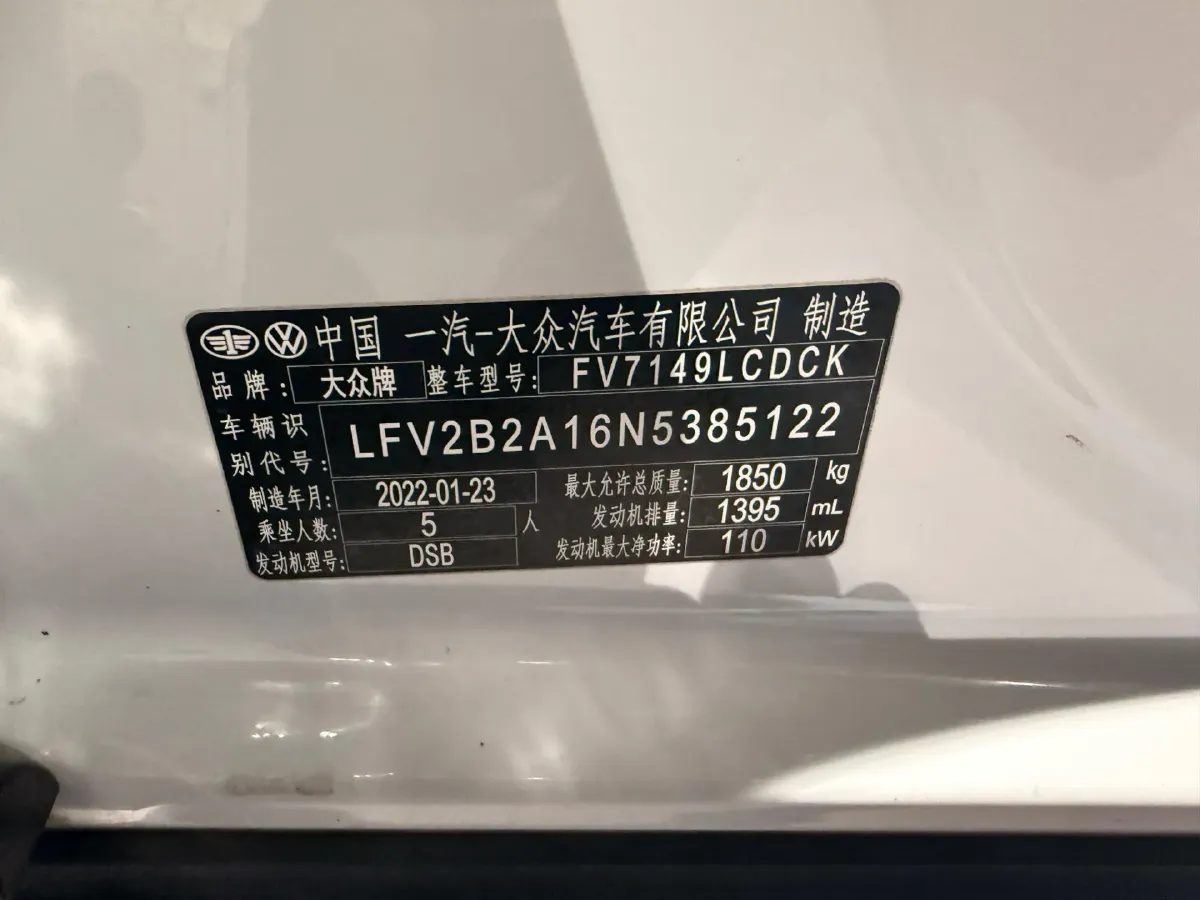 中国 一汽-大众汽车有限公司 制造
品牌: 大众牌 整车型号: FV7149LCDCK
车辆识别代号: LFV2B2A16N5385122
制造年月: 2022-01-23 最大允许总质量: 1850 kg
乘坐人数: 5 人 发动机排量: 1395 mL
发动机型号: DSB 发动机最大净功率: 110 kW